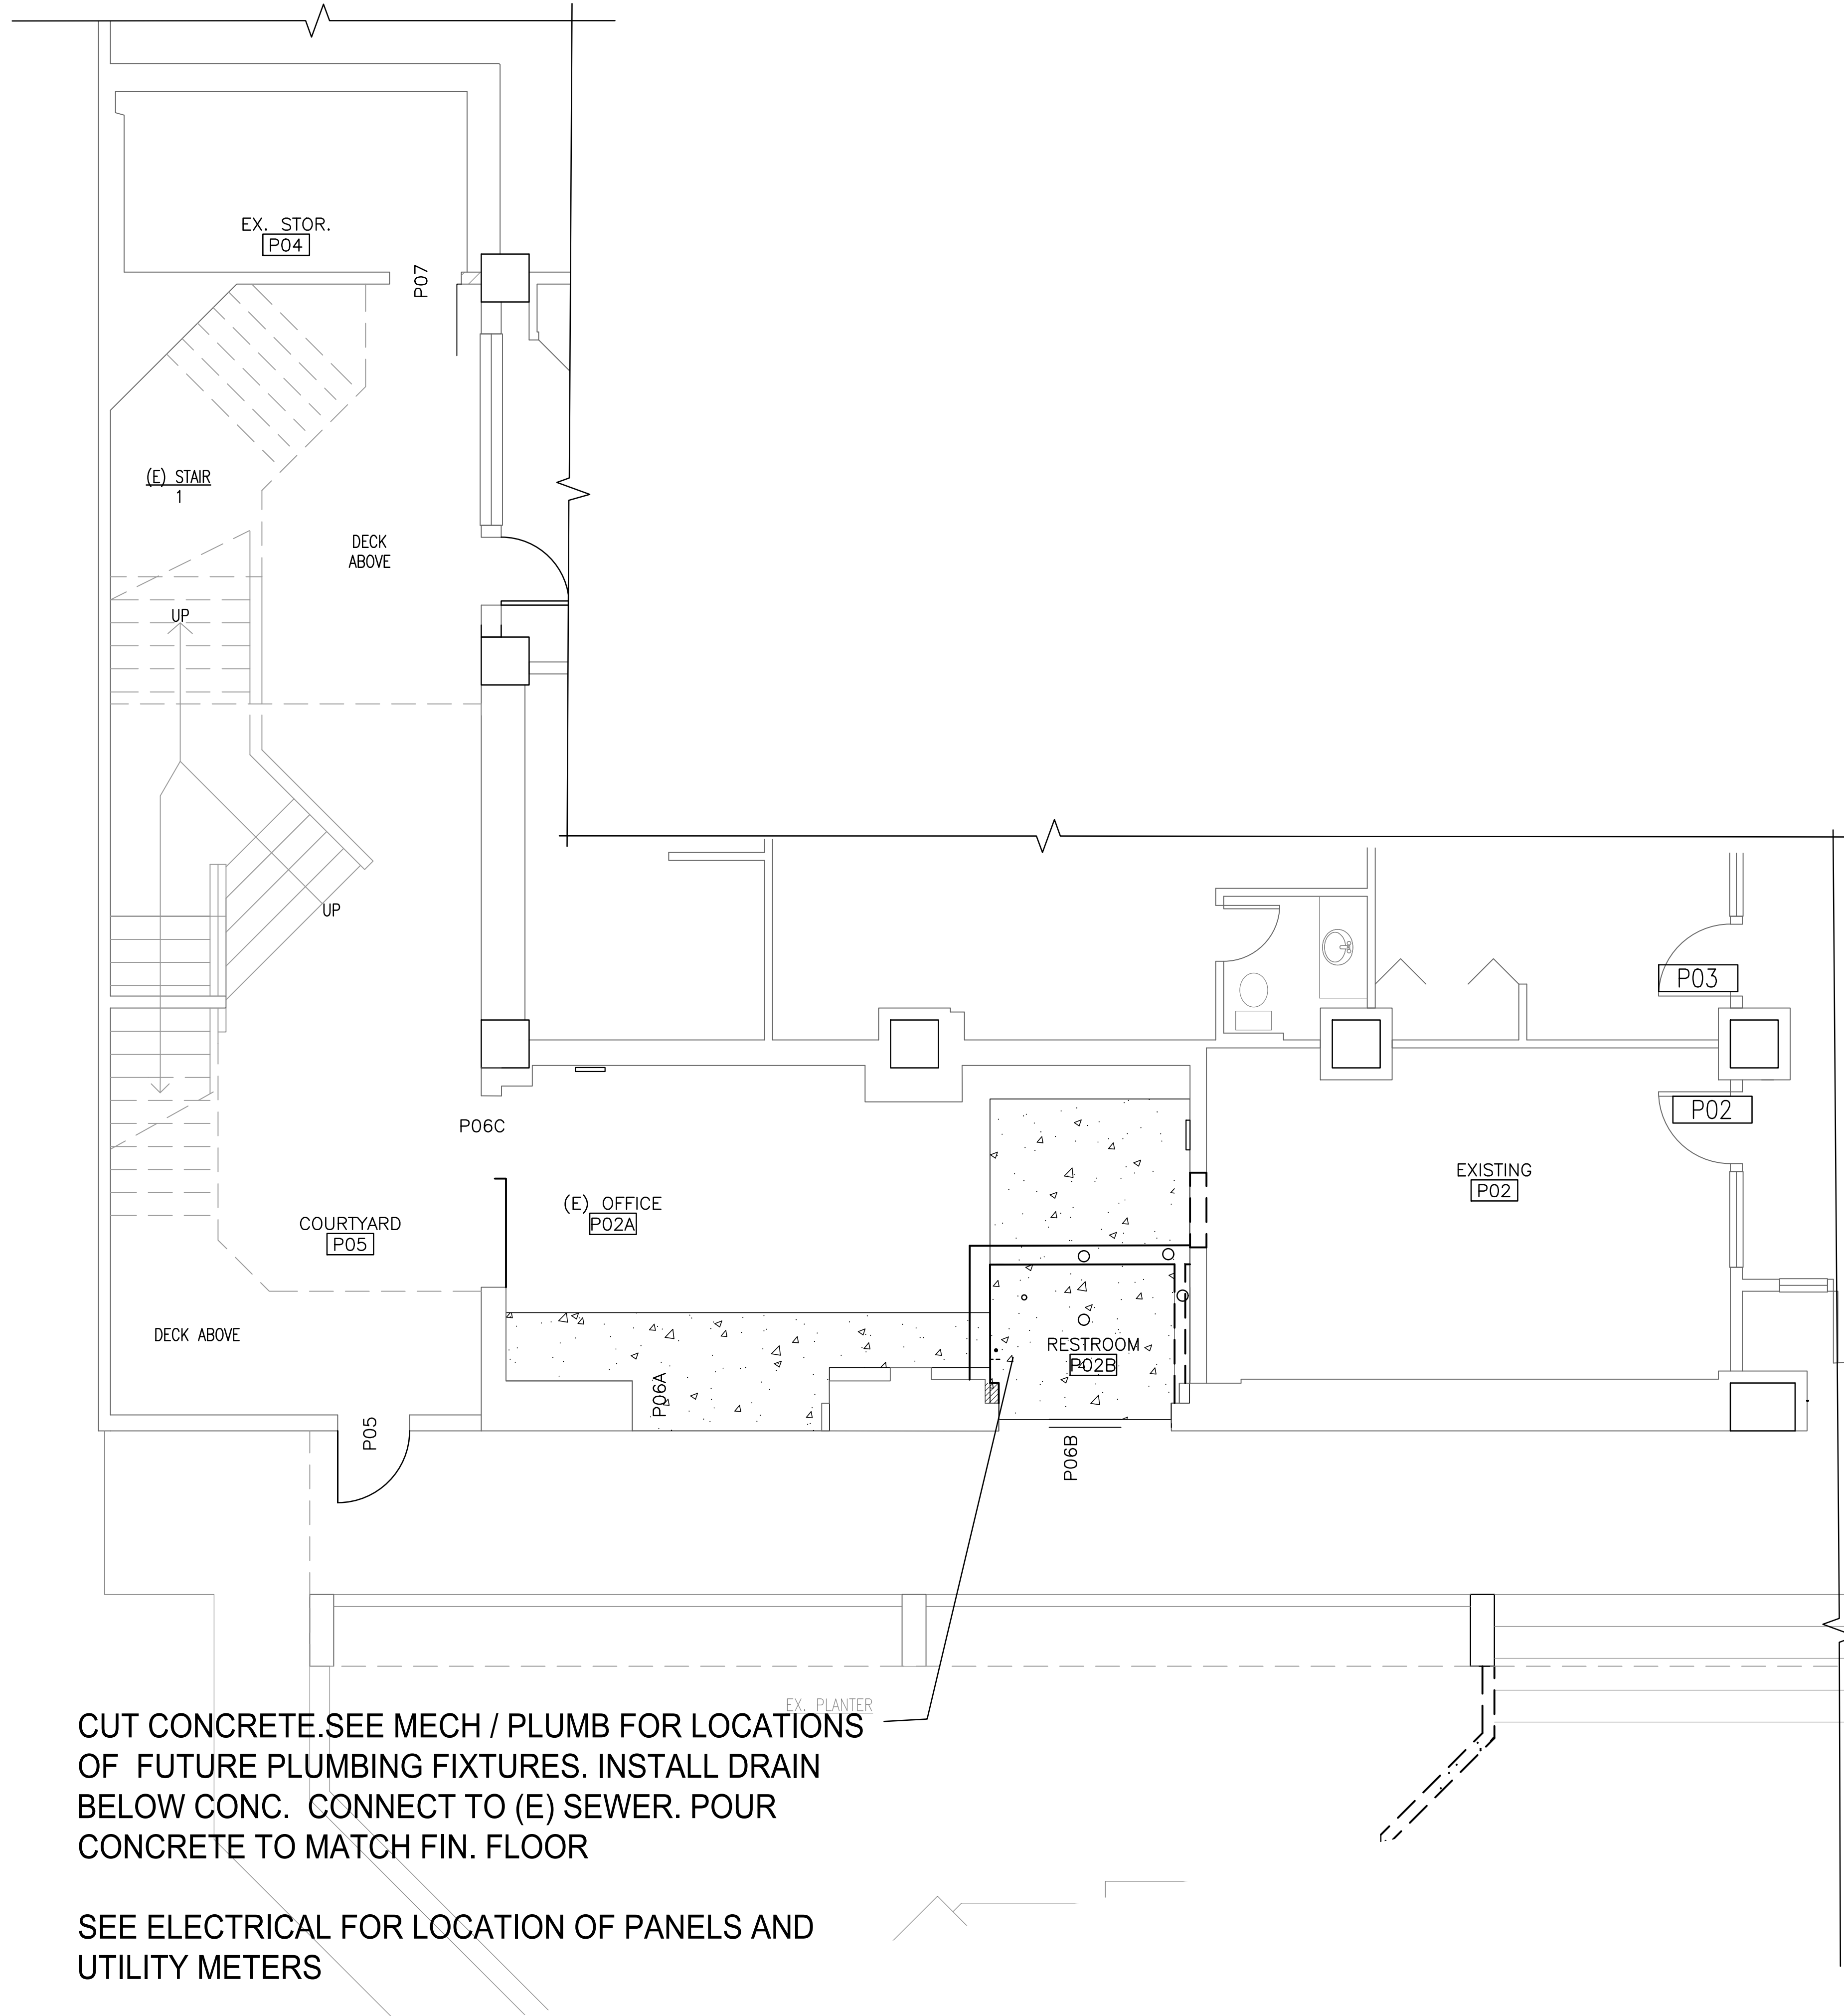 EX. STOR.
P04
P07
(E) STAIR
1
DECK
ABOVE
UP
UP
P03
P02
P06C
EXISTING
P02
(E) OFFICE
P02A
COURTYARD
P05
DECK ABOVE
RESTROOM
P02B
P06A
P05
P06B
EX. PLANTER
CUT CONCRETE.SEE MECH / PLUMB FOR LOCATIONS
OF FUTURE PLUMBING FIXTURES. INSTALL DRAIN
BELOW CONC. CONNECT TO (E) SEWER. POUR
CONCRETE TO MATCH FIN. FLOOR
SEE ELECTRICAL FOR LOCATION OF PANELS AND
UTILITY METERS